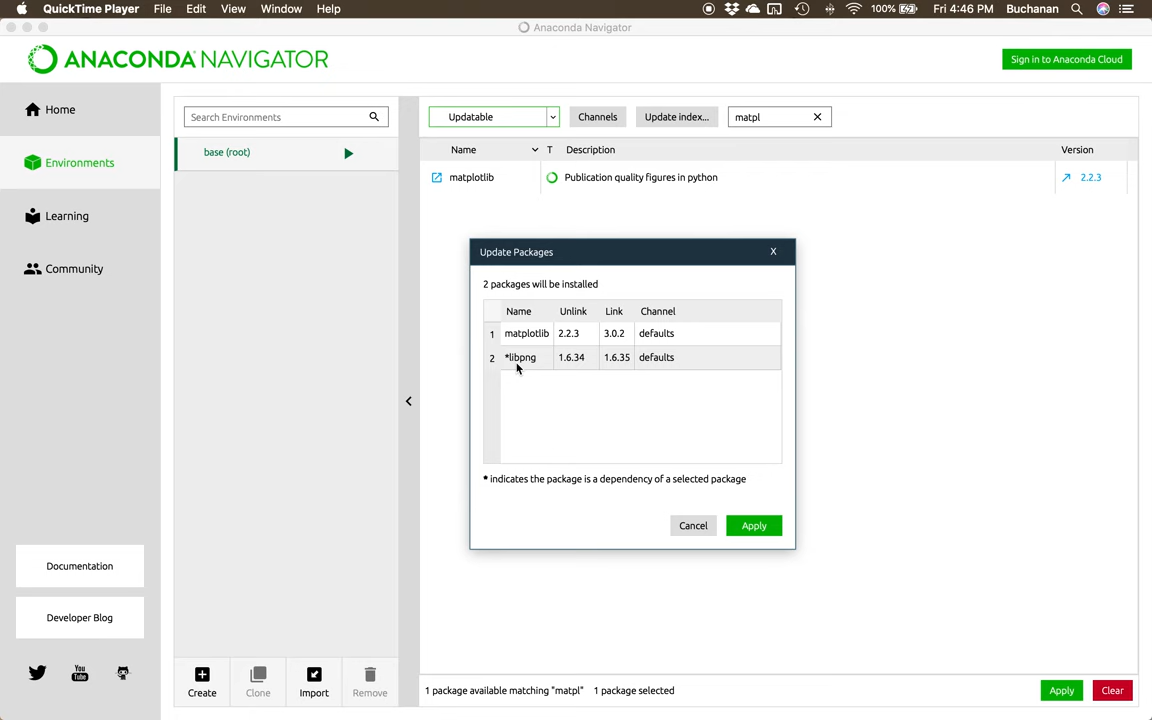 QuickTime Player File Edit View Window Help 100% Fri 4:46 PM Buchanan
Anaconda Navigator
ANACONDA NAVIGATOR
Sign in to Anaconda Cloud
Home
Environments
Learning
Community
Documentation
Developer Blog
You Tube
Search Environments
base (root)
Create Clone Import Remove
Updatable Channels Update index... matpl
Name T Description Version
matplotlib Publication quality figures in python 2.2.3
Update Packages X
2 packages will be installed
Name Unlink Link Channel
1 matplotlib 2.2.3 3.0.2 defaults
2 *libpng 1.6.34 1.6.35 defaults
* indicates the package is a dependency of a selected package
Cancel Apply
1 package available matching "matpl" 1 package selected
Apply Clear